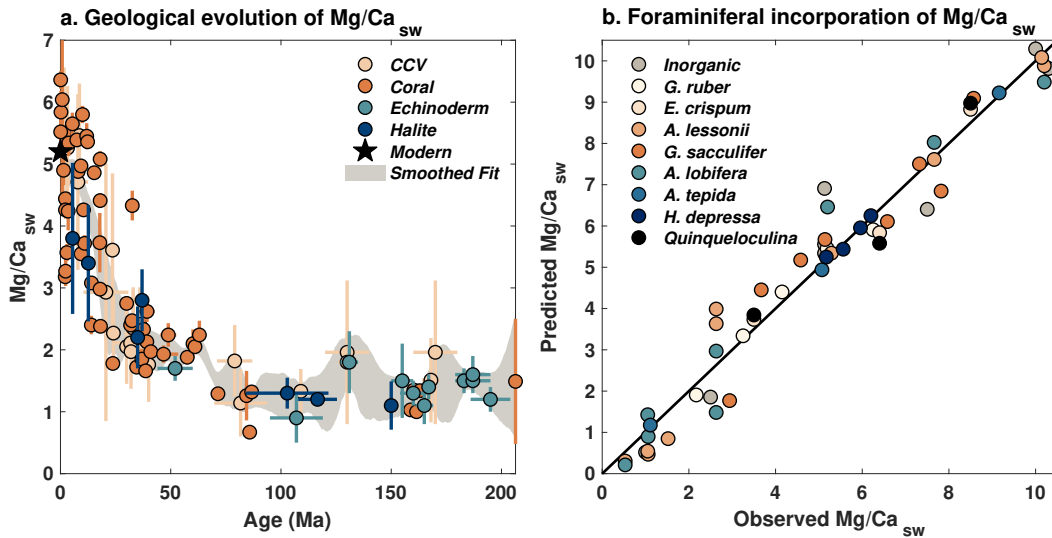 a. Geological evolution of Mg/Ca sw
7
6
5
4
3
2
1
0
Mg/Ca sw
CCV
Coral
Echinoderm
Halite
Modern
Smoothed Fit
0 50 100 150 200
Age (Ma)
b. Foraminiferal incorporation of Mg/Ca sw
10
9
8
7
6
5
4
3
2
1
0
Predicted Mg/Ca sw
Inorganic
G. ruber
E. crispum
A. lessonii
G. sacculifer
A. lobifera
A. tepida
H. depressa
Quinqueloculina
0 2 4 6 8 10
Observed Mg/Ca sw